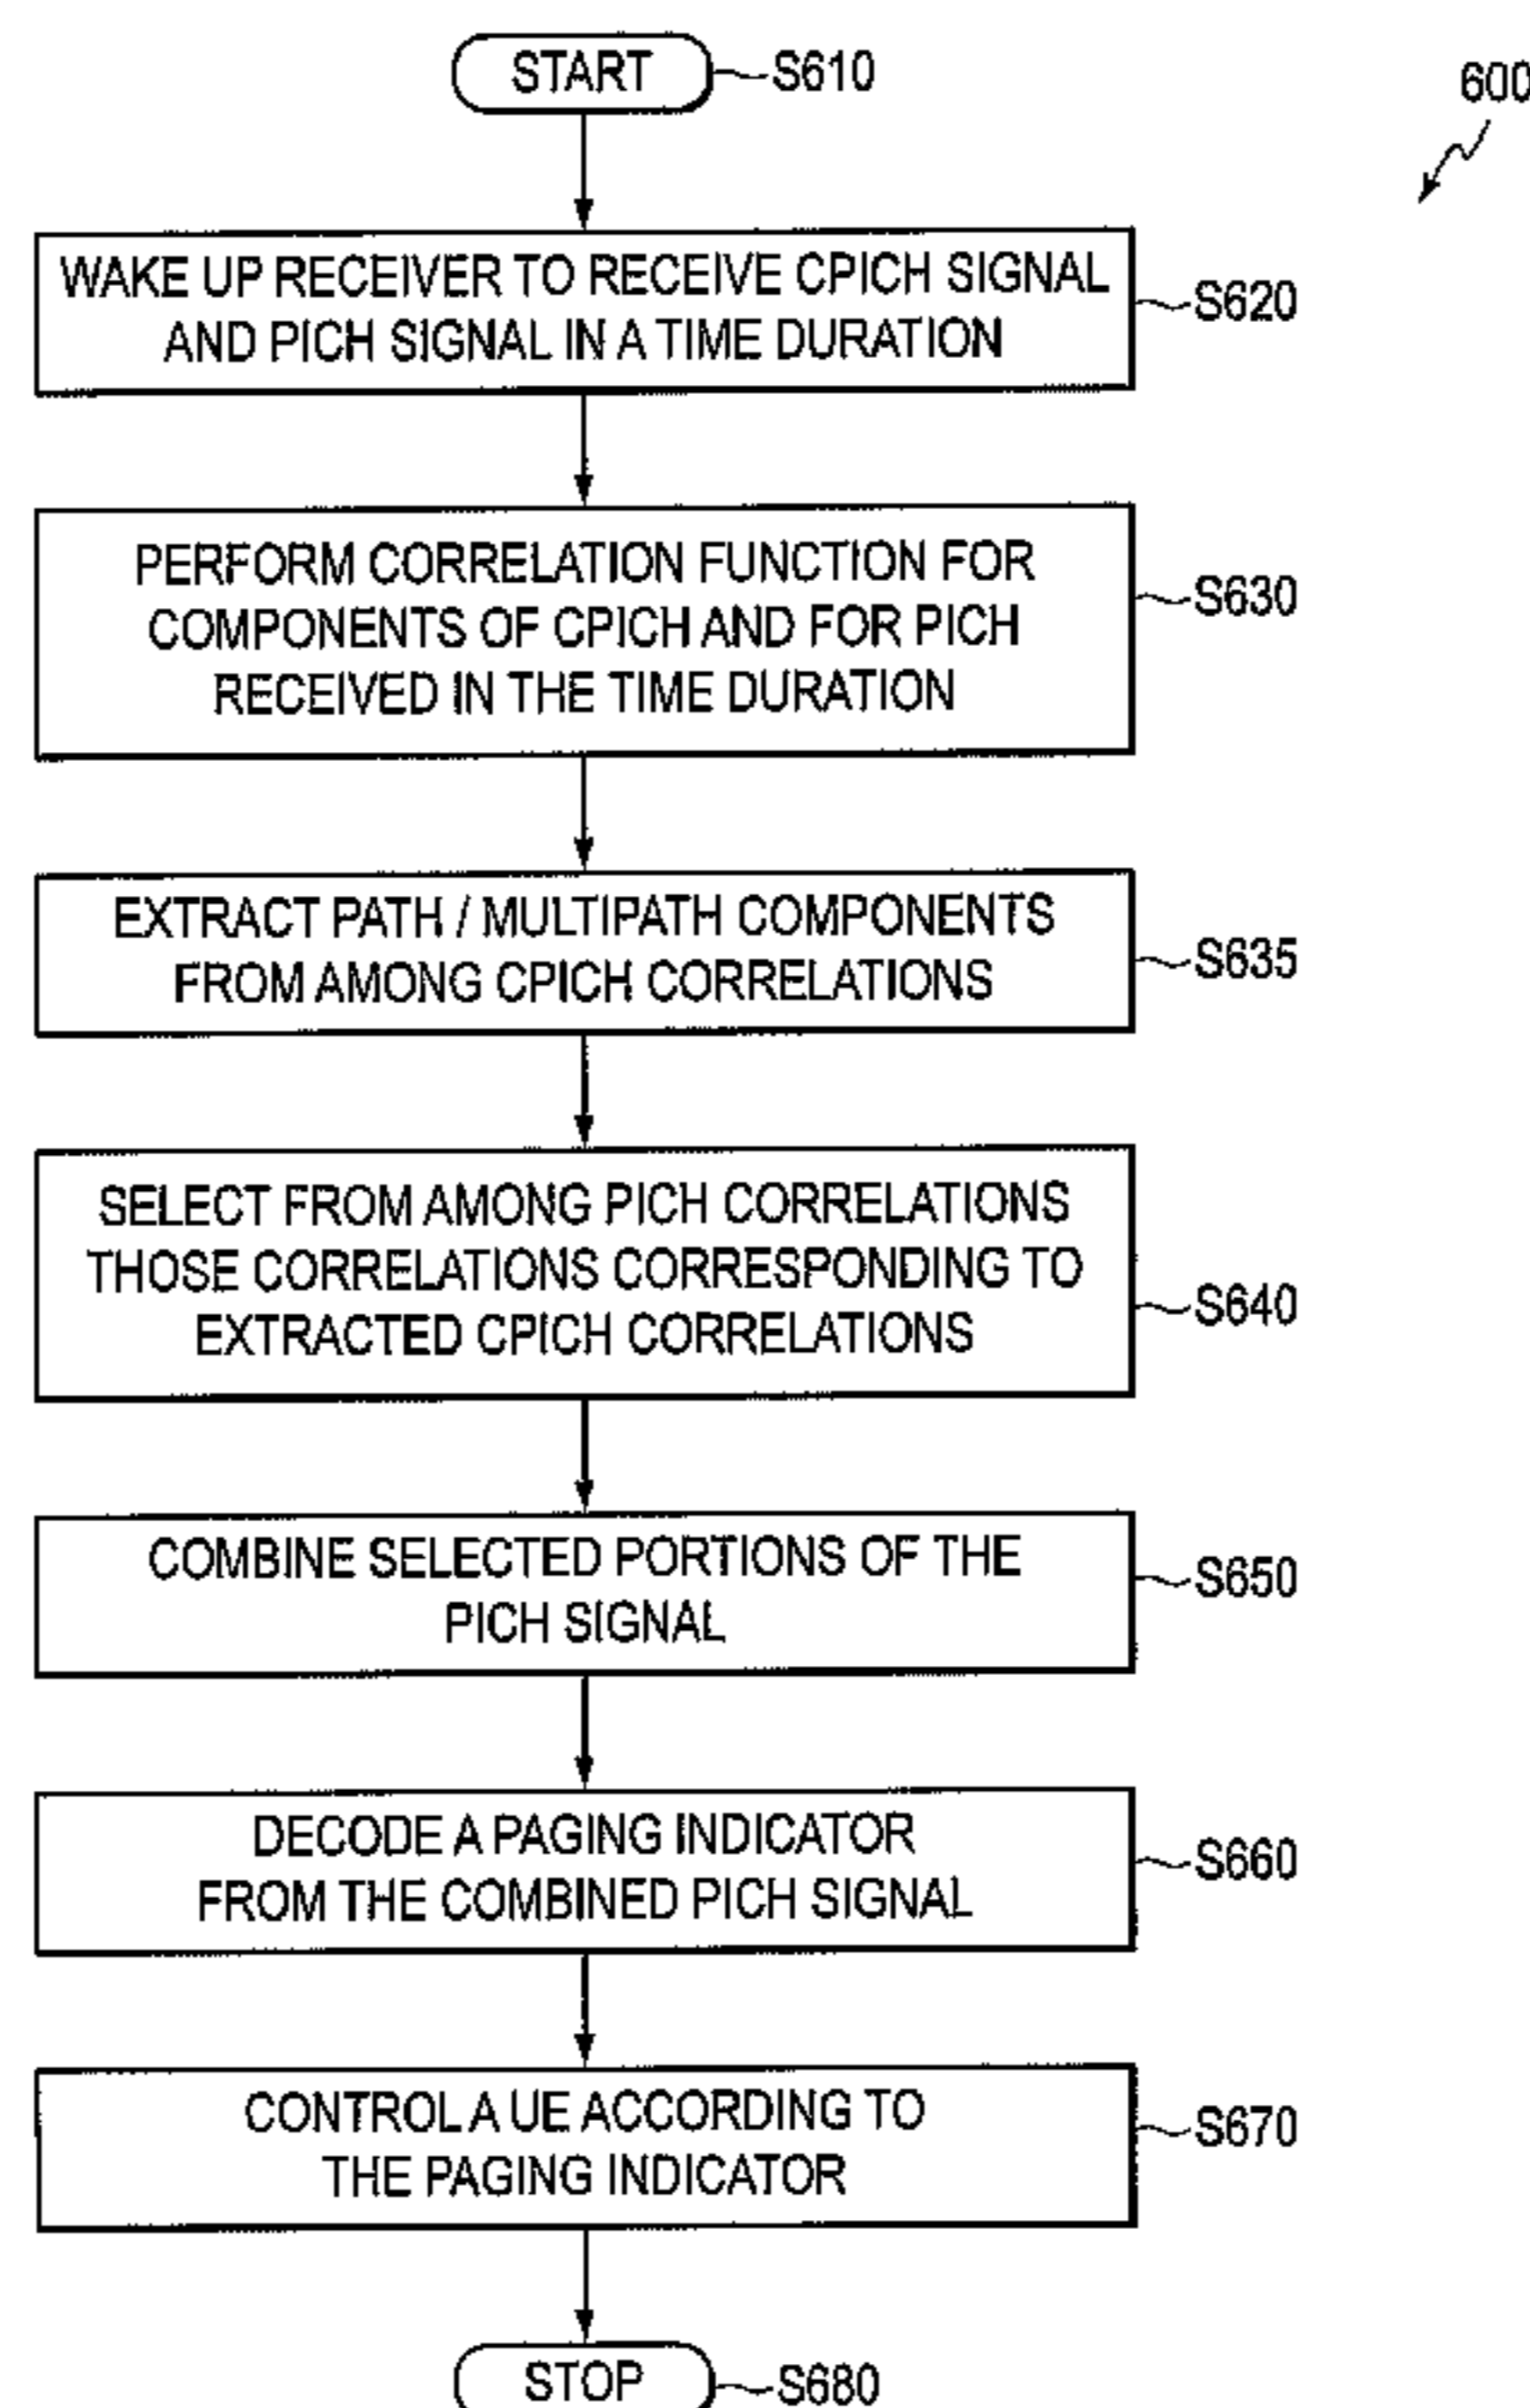 START
S610
600
WAKE UP RECEIVER TO RECEIVE CPICH SIGNAL
AND PICH SIGNAL IN A TIME DURATION
S620
PERFORM CORRELATION FUNCTION FOR
COMPONENTS OF CPICH AND FOR PICH
RECEIVED IN THE TIME DURATION
S630
EXTRACT PATH / MULTIPATH COMPONENTS
FROM AMONG CPICH CORRELATIONS
S635
SELECT FROM AMONG PICH CORRELATIONS
THOSE CORRELATIONS CORRESPONDING TO
EXTRACTED CPICH CORRELATIONS
S640
COMBINE SELECTED PORTIONS OF THE
PICH SIGNAL
S650
DECODE A PAGING INDICATOR
FROM THE COMBINED PICH SIGNAL
S660
CONTROL A UE ACCORDING TO
THE PAGING INDICATOR
S670
STOP
S680